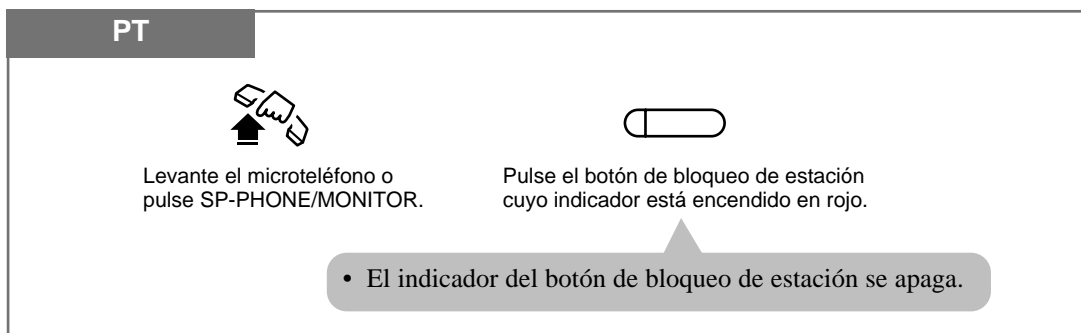 PT
Levante el microteléfono o
pulse SP-PHONE/MONITOR.
Pulse el botón de bloqueo de estación
cuyo indicador está encendido en rojo.
• El indicador del botón de bloqueo de estación se apaga.